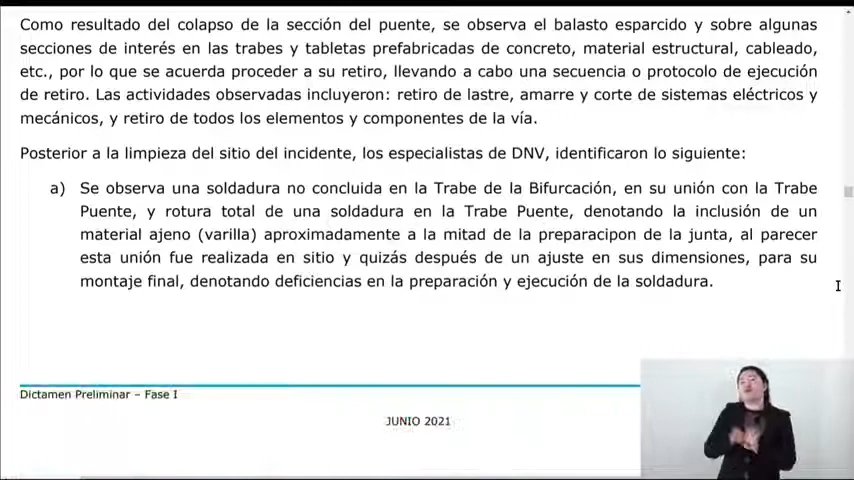 Como resultado del colapso de la sección del puente, se observa el balasto esparcido y sobre algunas
secciones de interés en las trabes y tabletas prefabricadas de concreto, material estructural, cableado,
etc., por lo que se acuerda proceder a su retiro, llevando a cabo una secuencia o protocolo de ejecución
de retiro. Las actividades observadas incluyeron: retiro de lastre, amarre y corte de sistemas eléctricos y
mecánicos, y retiro de todos los elementos y componentes de la vía.
Posterior a la limpieza del sitio del incidente, los especialistas de DNV, identificaron lo siguiente:
a) Se observa una soldadura no concluida en la Trabe de la Bifurcación, en su unión con la Trabe
Puente, y rotura total de una soldadura en la Trabe Puente, denotando la inclusión de un
material ajeno (varilla) aproximadamente a la mitad de la preparacipon de la junta, al parecer
esta unión fue realizada en sitio y quizás después de un ajuste en sus dimensiones, para su
montaje final, denotando deficiencias en la preparación y ejecución de la soldadura.
Dictamen Preliminar – Fase I
JUNIO 2021